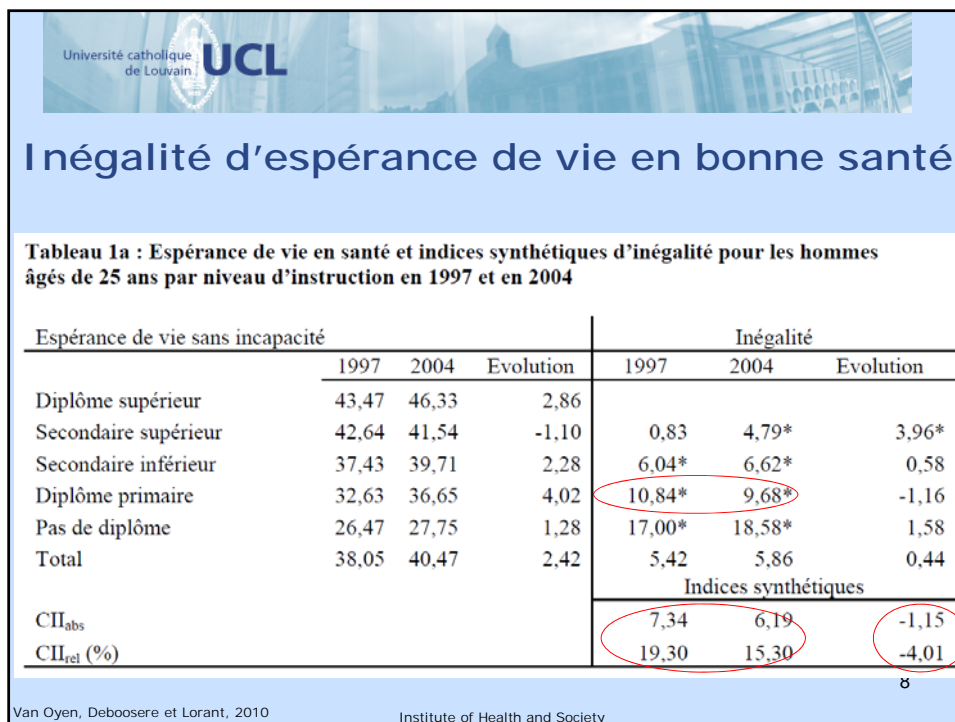 Université catholique
de Louvain UCL
Inégalité d'espérance de vie en bonne santé
Tableau 1a : Espérance de vie en santé et indices synthétiques d'inégalité pour les hommes
âgés de 25 ans par niveau d'instruction en 1997 et en 2004
Espérance de vie sans incapacité Inégalité
1997 2004 Evolution 1997 2004 Evolution
Diplôme supérieur 43,47 46,33 2,86
Secondaire supérieur 42,64 41,54 -1,10 0,83 4,79* 3,96*
Secondaire inférieur 37,43 39,71 2,28 6,04* 6,62* 0,58
Diplôme primaire 32,63 36,65 4,02 10,84* 9,68* -1,16
Pas de diplôme 26,47 27,75 1,28 17,00* 18,58* 1,58
Total 38,05 40,47 2,42 5,42 5,86 0,44
Indices synthétiques
CIIabs 7,34 6,19 -1,15
CIIrel (%) 19,30 15,30 -4,01
8
Van Oyen, Deboosere et Lorant, 2010 Institute of Health and Society